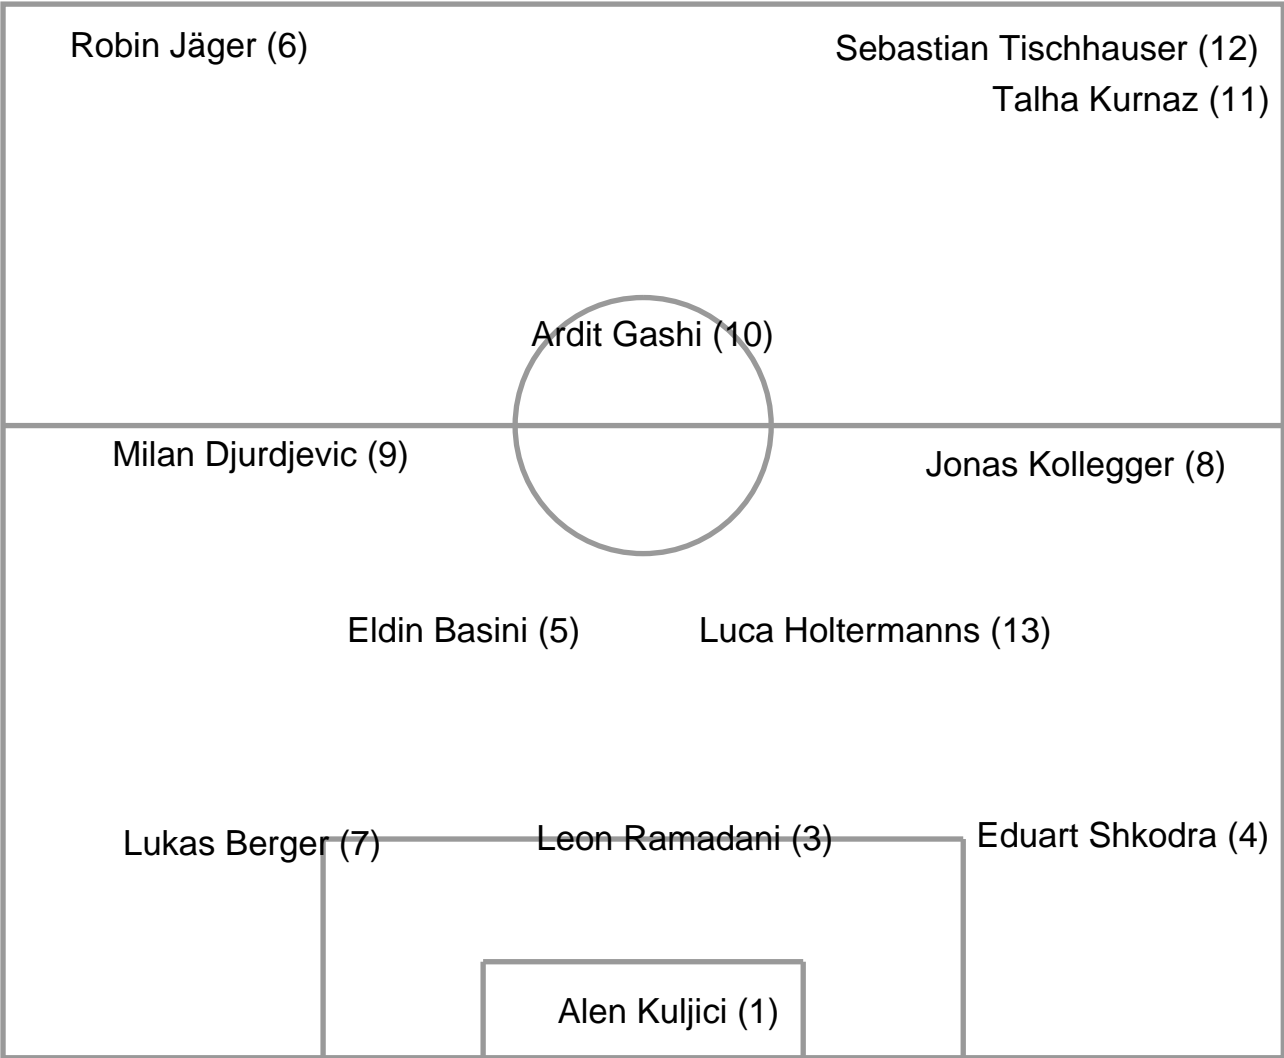 Robin Jäger (6)
Sebastian Tischhauser (12)
Talha Kurnaz (11)
Ardit Gashi (10)
Milan Djurdjevic (9)
Jonas Kollegger (8)
Eldin Basini (5)
Luca Holtermanns (13)
Lukas Berger (7)
Leon Ramadani (3)
Eduart Shkodra (4)
Alen Kuljici (1)